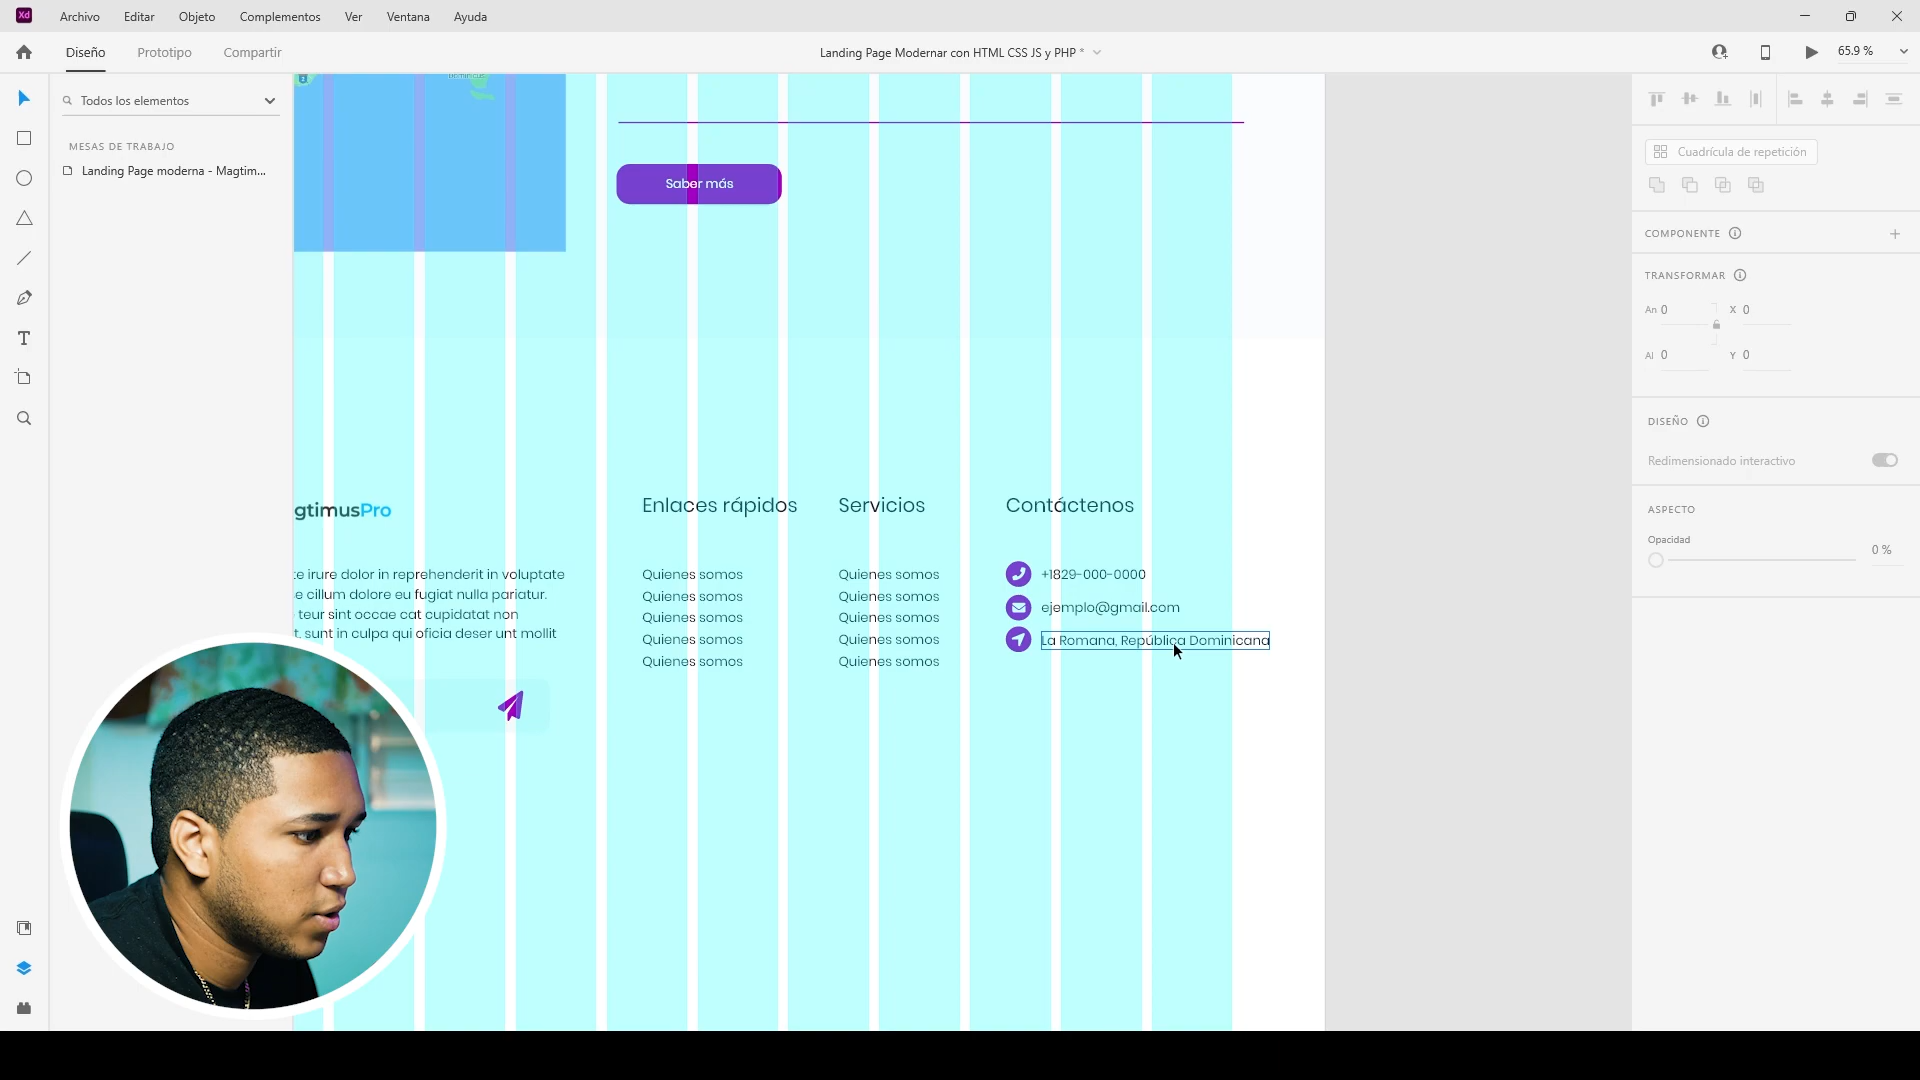 Xd Archivo Editar Objeto Complementos Ver Ventana Ayuda
Diseño Prototipo Compartir
Landing Page Modernar con HTML CSS JS y PHP *
65.9 %
Todos los elementos
MESAS DE TRABAJO
Landing Page moderna - Magtim...
Saber más
gtimusPro
te irure dolor in reprehenderit in voluptate
e cillum dolore eu fugiat nulla pariatur.
teur sint occae cat cupidatat non
t, sunt in culpa qui oficia deser unt mollit
Enlaces rápidos
Quienes somos
Quienes somos
Quienes somos
Quienes somos
Quienes somos
Servicios
Quienes somos
Quienes somos
Quienes somos
Quienes somos
Quienes somos
Contáctenos
+1829-000-0000
ejemplo@gmail.com
La Romana, República Dominicana
Cuadrícula de repetición
COMPONENTE
TRANSFORMAR
An 0 X 0
Al 0 Y 0
DISEÑO
Redimensionado interactivo
ASPECTO
Opacidad
0 %